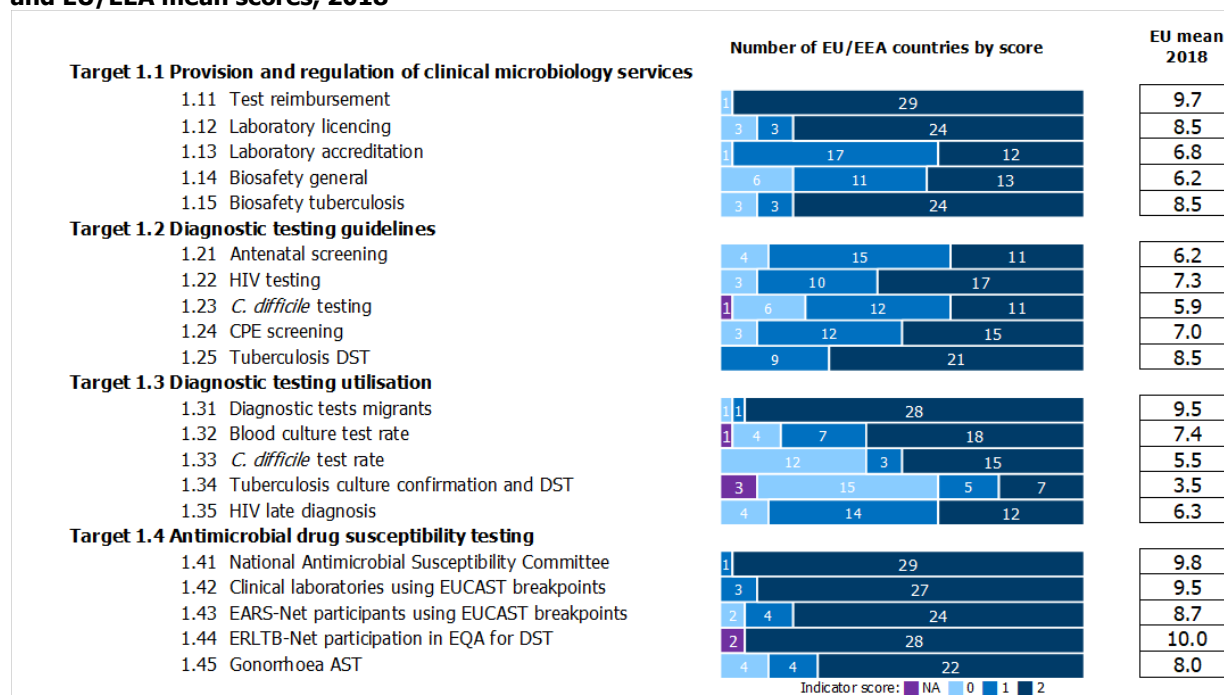 and EU/EEA mean scores, 2018
Number of EU/EEA countries by score
EU mean
2018
Target 1.1 Provision and regulation of clinical microbiology services
1.11 Test reimbursement 1 29 9.7
1.12 Laboratory licencing 3 3 24 8.5
1.13 Laboratory accreditation 1 17 12 6.8
1.14 Biosafety general 6 11 13 6.2
1.15 Biosafety tuberculosis 3 3 24 8.5
Target 1.2 Diagnostic testing guidelines
1.21 Antenatal screening 4 15 11 6.2
1.22 HIV testing 3 10 17 7.3
1.23 C. difficile testing 1 6 12 11 5.9
1.24 CPE screening 3 12 15 7.0
1.25 Tuberculosis DST 9 21 8.5
Target 1.3 Diagnostic testing utilisation
1.31 Diagnostic tests migrants 1 1 28 9.5
1.32 Blood culture test rate 1 4 7 18 7.4
1.33 C. difficile test rate 12 3 15 5.5
1.34 Tuberculosis culture confirmation and DST 3 15 5 7 3.5
1.35 HIV late diagnosis 4 14 12 6.3
Target 1.4 Antimicrobial drug susceptibility testing
1.41 National Antimicrobial Susceptibility Committee 1 29 9.8
1.42 Clinical laboratories using EUCAST breakpoints 3 27 9.5
1.43 EARS-Net participants using EUCAST breakpoints 2 4 24 8.7
1.44 ERLTB-Net participation in EQA for DST 2 28 10.0
1.45 Gonorrhoea AST 4 4 22 8.0
Indicator score: NA 0 1 2